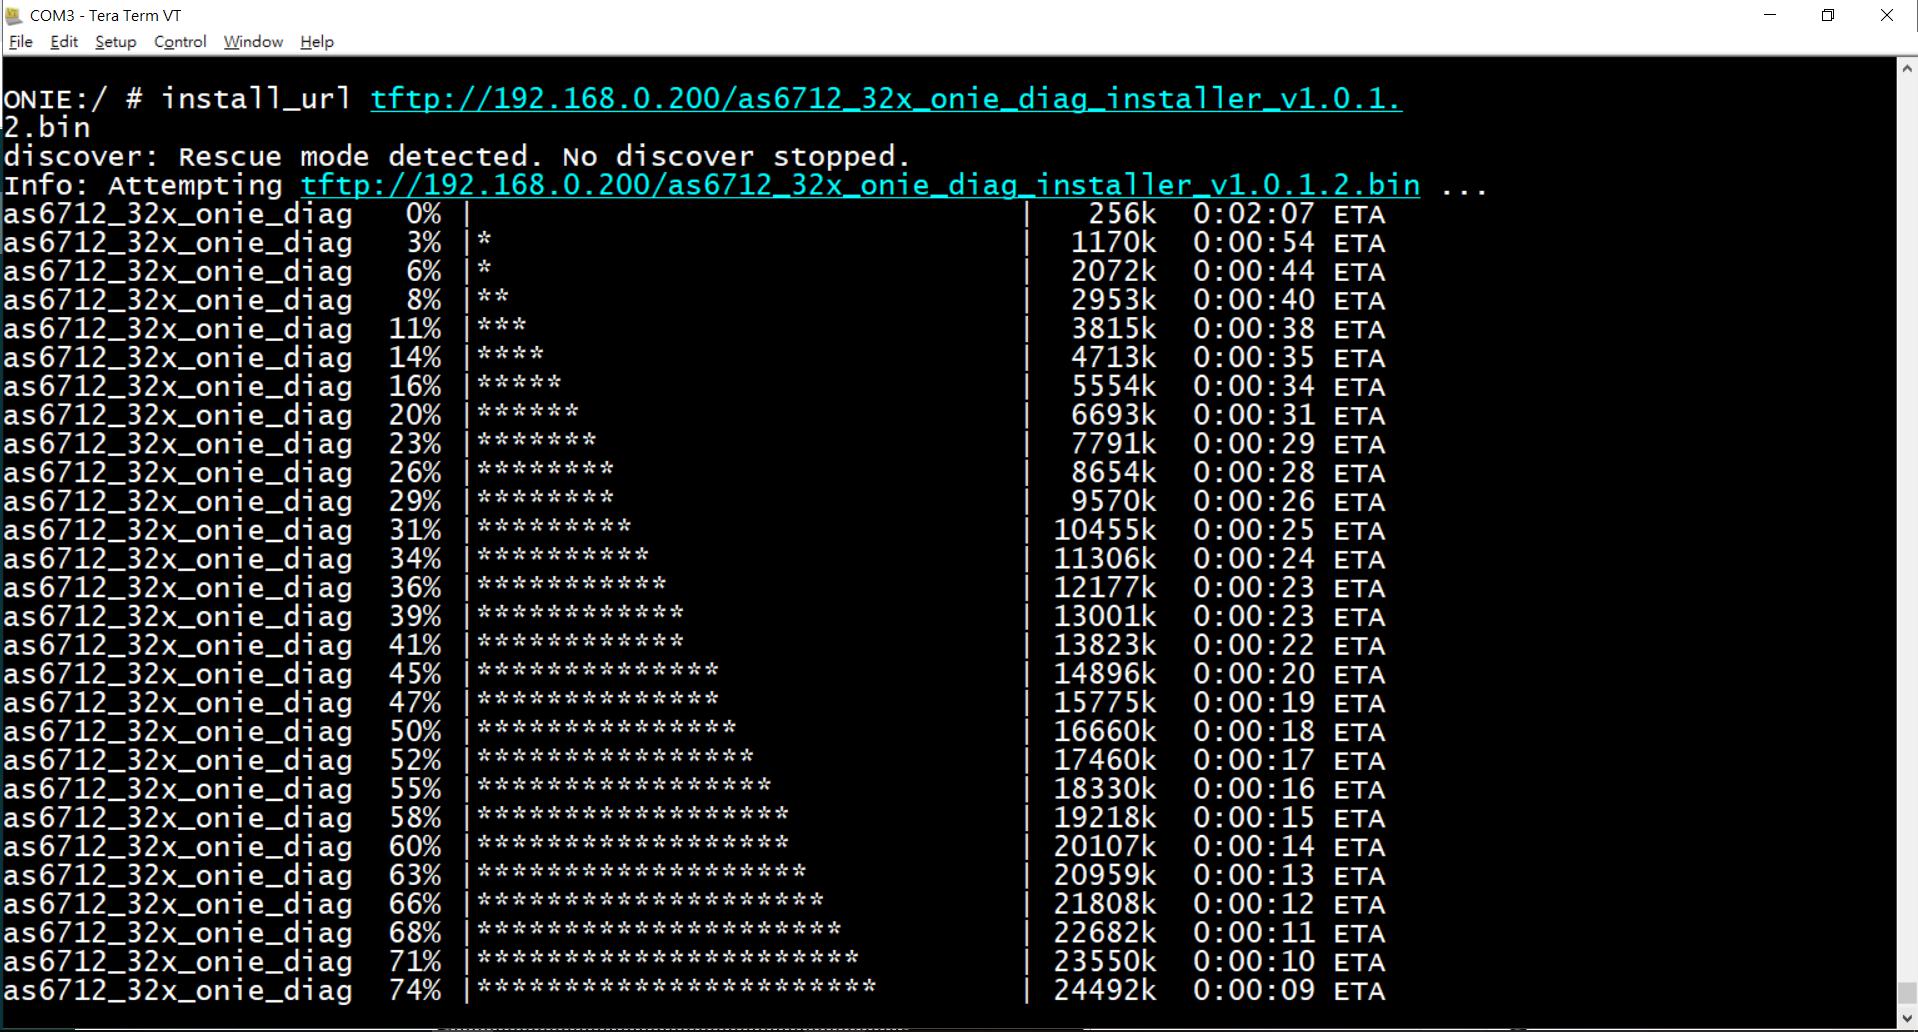 COM3 - Tera Term VT
File Edit Setup Control Window Help
ONIE:/ # install_url tftp://192.168.0.200/as6712_32x_onie_diag_installer_v1.0.1.
2.bin
discover: Rescue mode detected. No discover stopped.
Info: Attempting tftp://192.168.0.200/as6712_32x_onie_diag_installer_v1.0.1.2.bin ...
as6712_32x_onie_diag 0% | | 256k 0:02:07 ETA
as6712_32x_onie_diag 3% |* | 1170k 0:00:54 ETA
as6712_32x_onie_diag 6% |* | 2072k 0:00:44 ETA
as6712_32x_onie_diag 8% |** | 2953k 0:00:40 ETA
as6712_32x_onie_diag 11% |*** | 3815k 0:00:38 ETA
as6712_32x_onie_diag 14% |**** | 4713k 0:00:35 ETA
as6712_32x_onie_diag 16% |***** | 5554k 0:00:34 ETA
as6712_32x_onie_diag 20% |****** | 6693k 0:00:31 ETA
as6712_32x_onie_diag 23% |******* | 7791k 0:00:29 ETA
as6712_32x_onie_diag 26% |******** | 8654k 0:00:28 ETA
as6712_32x_onie_diag 29% |******** | 9570k 0:00:26 ETA
as6712_32x_onie_diag 31% |********* | 10455k 0:00:25 ETA
as6712_32x_onie_diag 34% |********** | 11306k 0:00:24 ETA
as6712_32x_onie_diag 36% |*********** | 12177k 0:00:23 ETA
as6712_32x_onie_diag 39% |************ | 13001k 0:00:23 ETA
as6712_32x_onie_diag 41% |************ | 13823k 0:00:22 ETA
as6712_32x_onie_diag 45% |************** | 14896k 0:00:20 ETA
as6712_32x_onie_diag 47% |************** | 15775k 0:00:19 ETA
as6712_32x_onie_diag 50% |*************** | 16660k 0:00:18 ETA
as6712_32x_onie_diag 52% |**************** | 17460k 0:00:17 ETA
as6712_32x_onie_diag 55% |***************** | 18330k 0:00:16 ETA
as6712_32x_onie_diag 58% |****************** | 19218k 0:00:15 ETA
as6712_32x_onie_diag 60% |****************** | 20107k 0:00:14 ETA
as6712_32x_onie_diag 63% |******************* | 20959k 0:00:13 ETA
as6712_32x_onie_diag 66% |******************** | 21808k 0:00:12 ETA
as6712_32x_onie_diag 68% |********************* | 22682k 0:00:11 ETA
as6712_32x_onie_diag 71% |********************** | 23550k 0:00:10 ETA
as6712_32x_onie_diag 74% |*********************** | 24492k 0:00:09 ETA